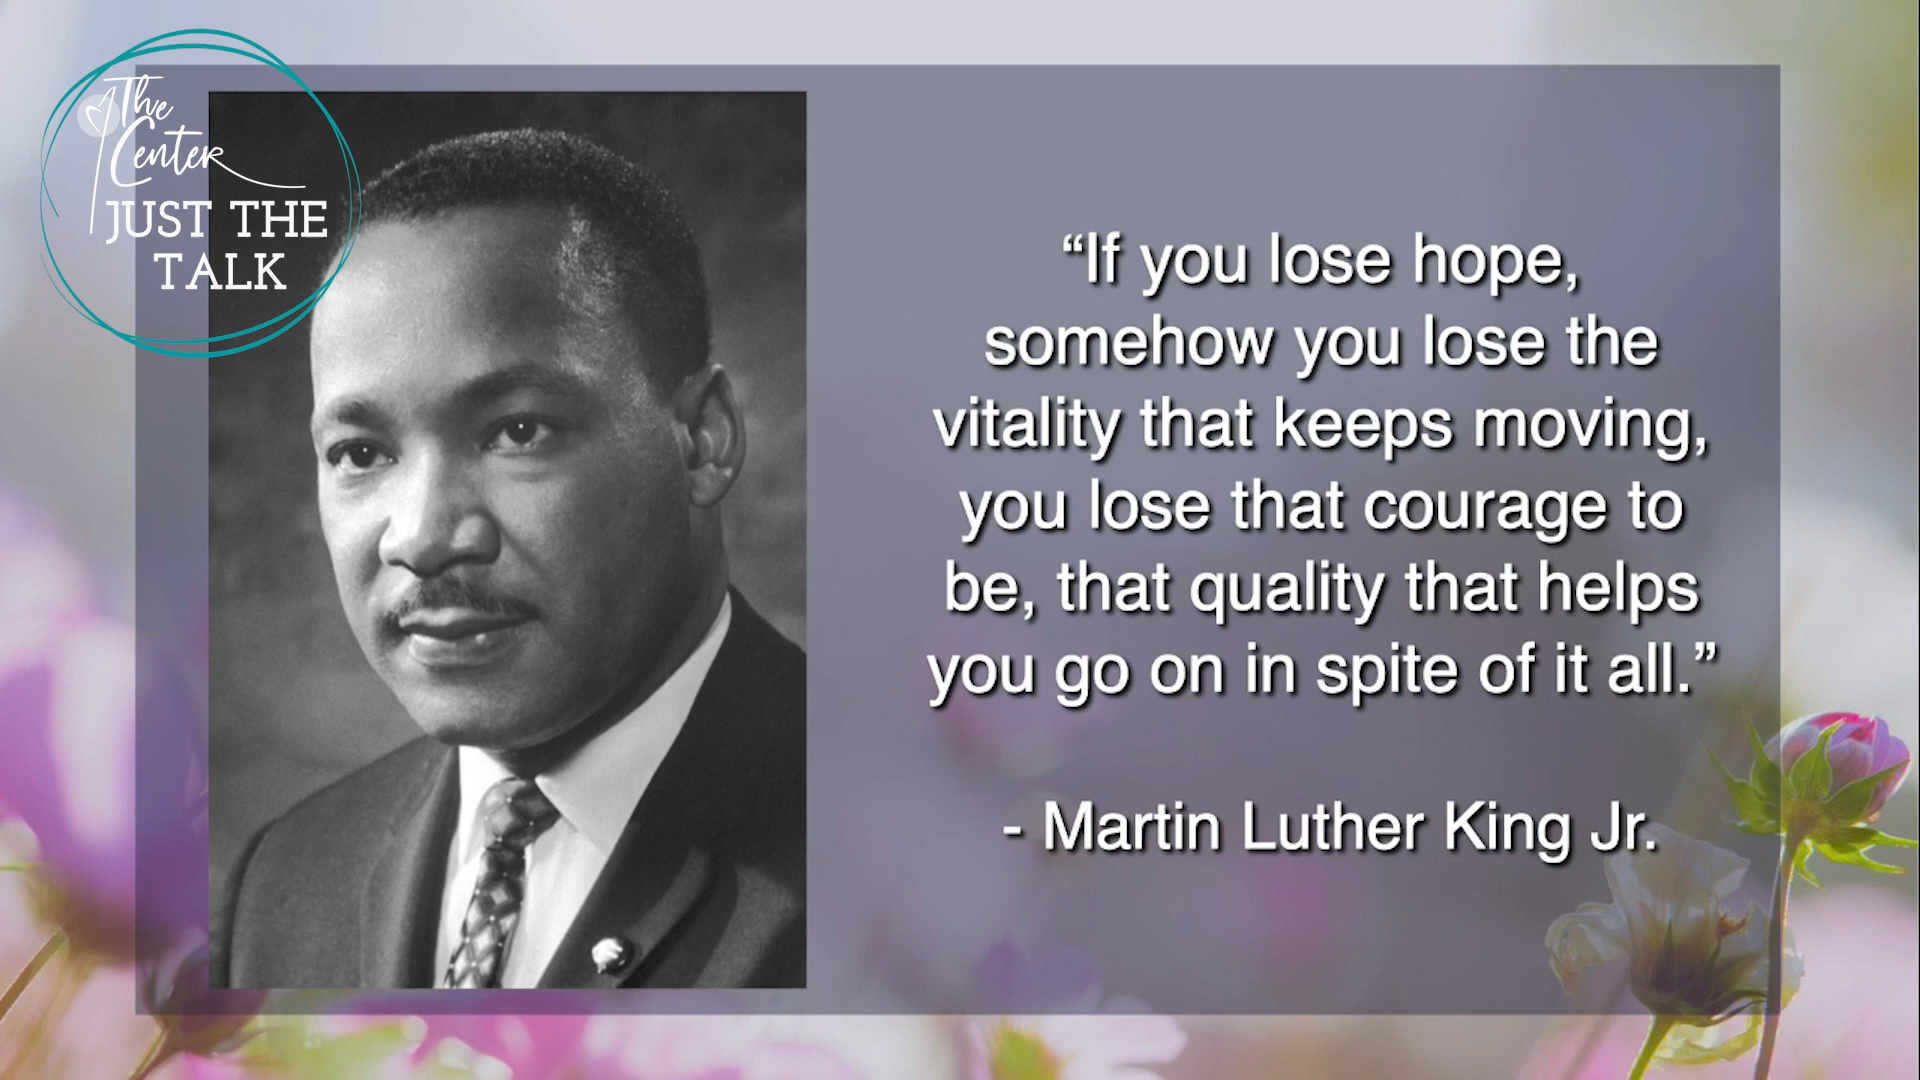 The
Center
JUST THE
TALK
“If you lose hope,
somehow you lose the
vitality that keeps moving,
you lose that courage to
be, that quality that helps
you go on in spite of it all.”
- Martin Luther King Jr.